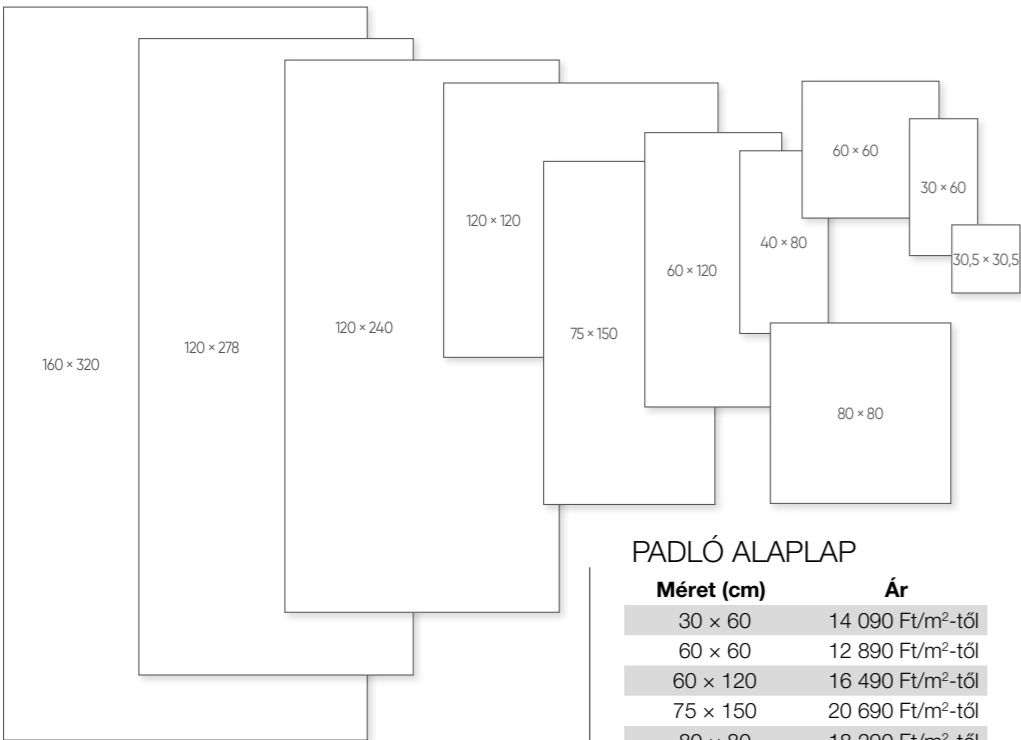 160 × 320
120 × 278
120 × 240
120 × 120
75 × 150
60 × 120
40 × 80
60 × 60
30 × 60
30,5 × 30,5
80 × 80
PADLÓ ALAPLAP
Méret (cm) Ár
30 × 60 14 090 Ft/m²-től
60 × 60 12 890 Ft/m²-től
60 × 120 16 490 Ft/m²-től
75 × 150 20 690 Ft/m²-től
80 × 80